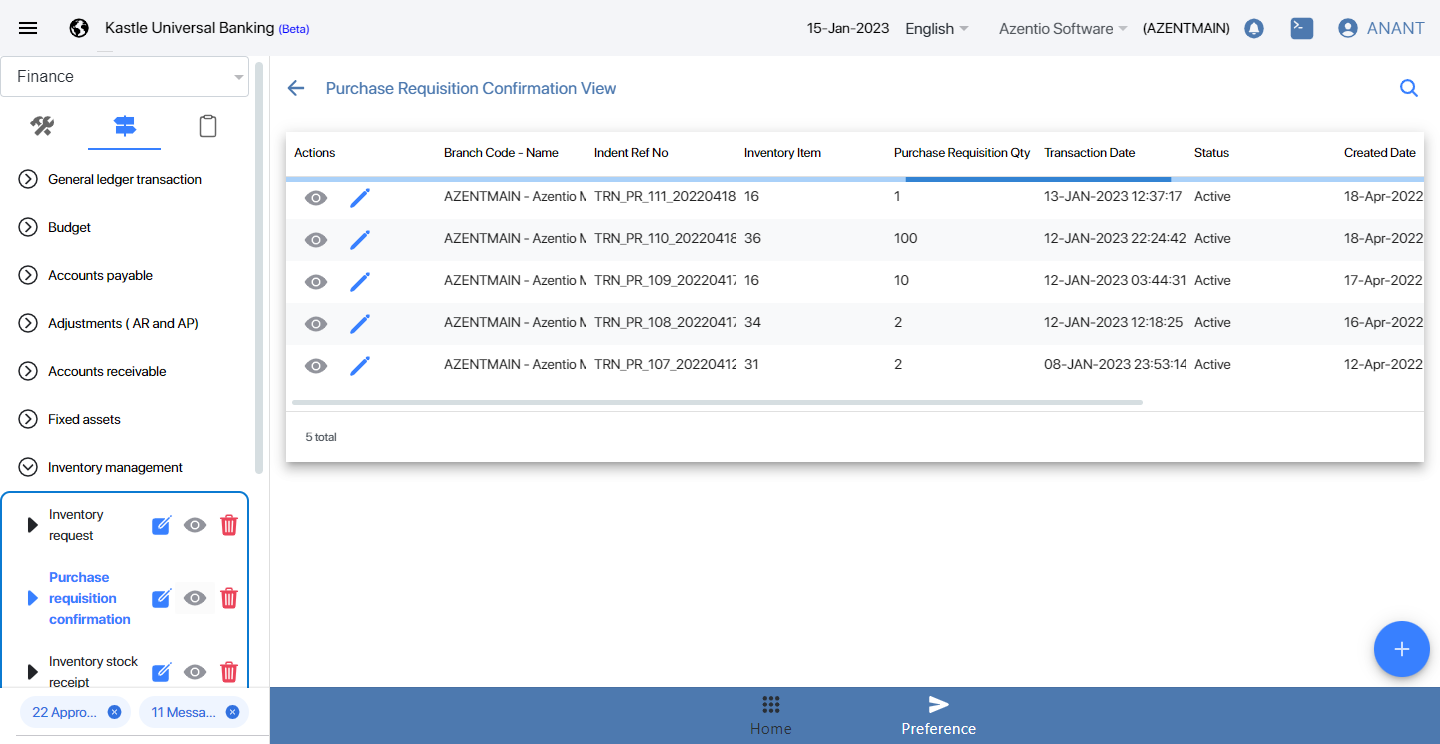 Kastle Universal Banking (Beta)
15-Jan-2023
English
Azentio Software
(AZENTMAIN)
ANANT
Finance
General ledger transaction
Budget
Accounts payable
Adjustments ( AR and AP)
Accounts receivable
Fixed assets
Inventory management
Inventory
request
Purchase
requisition
confirmation
Inventory stock
receipt
22 Appro...
11 Messa...
Purchase Requisition Confirmation View
Actions Branch Code - Name Indent Ref No Inventory Item Purchase Requisition Qty Transaction Date Status Created Date
AZENTMAIN - Azentio M TRN_PR_111_20220418 16 1 13-JAN-2023 12:37:17 Active 18-Apr-2022
AZENTMAIN - Azentio M TRN_PR_110_20220418 36 100 12-JAN-2023 22:24:42 Active 18-Apr-2022
AZENTMAIN - Azentio M TRN_PR_109_20220417 16 10 12-JAN-2023 03:44:31 Active 17-Apr-2022
AZENTMAIN - Azentio M TRN_PR_108_20220417 34 2 12-JAN-2023 12:18:25 Active 16-Apr-2022
AZENTMAIN - Azentio M TRN_PR_107_20220412 31 2 08-JAN-2023 23:53:14 Active 12-Apr-2022
5 total
Home
Preference